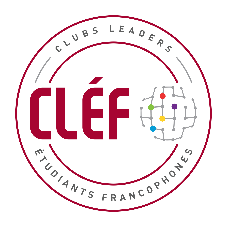 CLUBS LEADERS
CLÉF
ÉTUDIANTS FRANCOPHONES